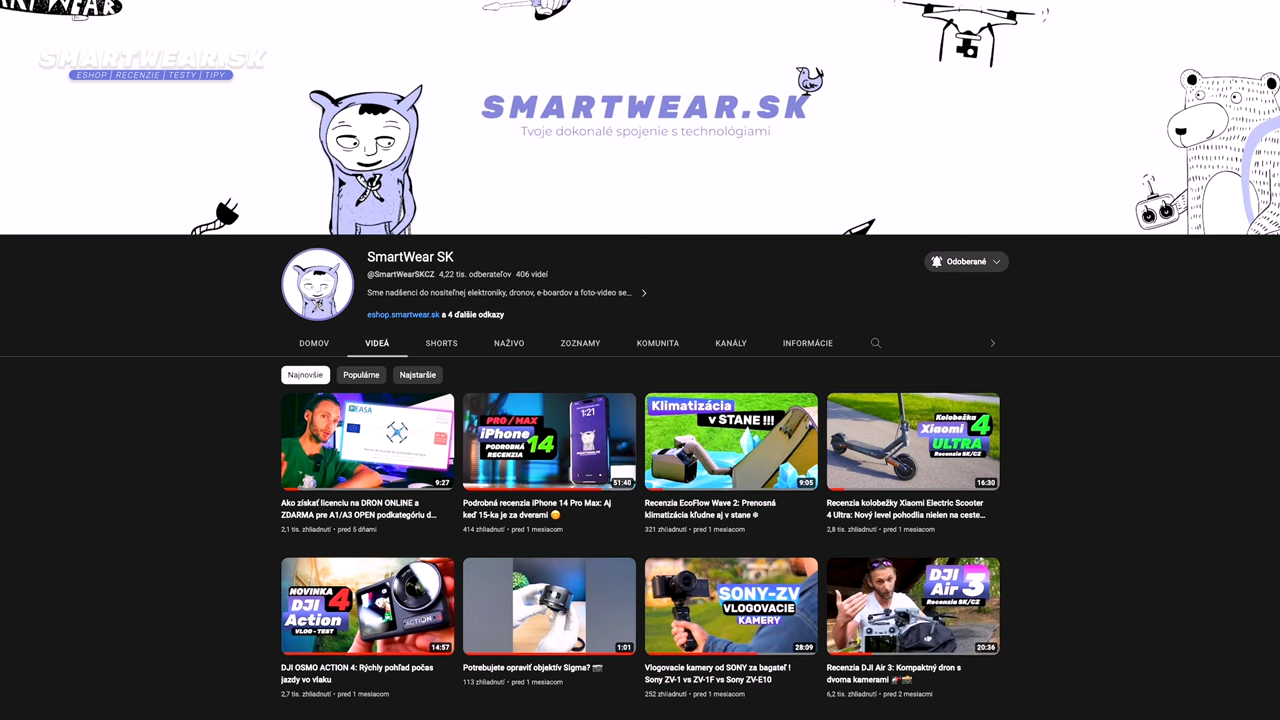 SMARTWEAR.SK
ESHOP | RECENZIE | TESTY | TIPY
SMARTWEAR.SK
Tvoje dokonalé spojenie s technológiami
SmartWear SK
@SmartWearSKCZ 4,22 tis. odberateľov 406 videí
Sme nadšenci do nositeľnej elektroniky, dronov, e-boardov a foto-video se...
eshop.smartwear.sk a 4 ďalšie odkazy
Odoberané
DOMOV VIDEÁ SHORTS NAŽIVO ZOZNAMY KOMUNITA KANÁLY INFORMÁCIE
Najnovšie Populárne Najstaršie
EASA
9:27
Ako získať licenciu na DRON ONLINE a
ZDARMA pre A1/A3 OPEN podkategóriu d...
2,1 tis. zhliadnutí • pred 5 dňami
PRO / MAX
iPhone 14
PODROBNÁ
RECENZIA
1:21
51:40
Podrobná recenzia iPhone 14 Pro Max: Aj
keď 15-ka je za dverami
414 zhliadnutí • pred 1 mesiacom
Klimatizácia
v STANE !!!
9:05
Recenzia EcoFlow Wave 2: Prenosná
klimatizácia kľudne aj v stane ❄
321 zhliadnutí • pred 1 mesiacom
Kolobežka
Xiaomi 4
ULTRA
Recenzia SK/CZ
16:30
Recenzia kolobežky Xiaomi Electric Scooter
4 Ultra: Nový level pohodlia nielen na ceste...
2,8 tis. zhliadnutí • pred 1 mesiacom
NOVINKA
DJI 4
Action
VLOG - TEST
ACTION
14:57
DJI OSMO ACTION 4: Rýchly pohľad počas
jazdy vo vlaku
2,7 tis. zhliadnutí • pred 1 mesiacom
1:01
Potrebujete opraviť objektív Sigma? 📷
113 zhliadnutí • pred 1 mesiacom
SONY-ZV
VLOGOVACIE
KAMERY
28:09
Vlogovacie kamery od SONY za bagateľ !
Sony ZV-1 vs ZV-1F vs Sony ZV-E10
252 zhliadnutí • pred 1 mesiacom
DJI
Air 3
Recenzia SK/CZ
20:36
Recenzia DJI Air 3: Kompaktný dron s
dvoma kamerami
6,2 tis. zhliadnutí • pred 2 mesiacmi